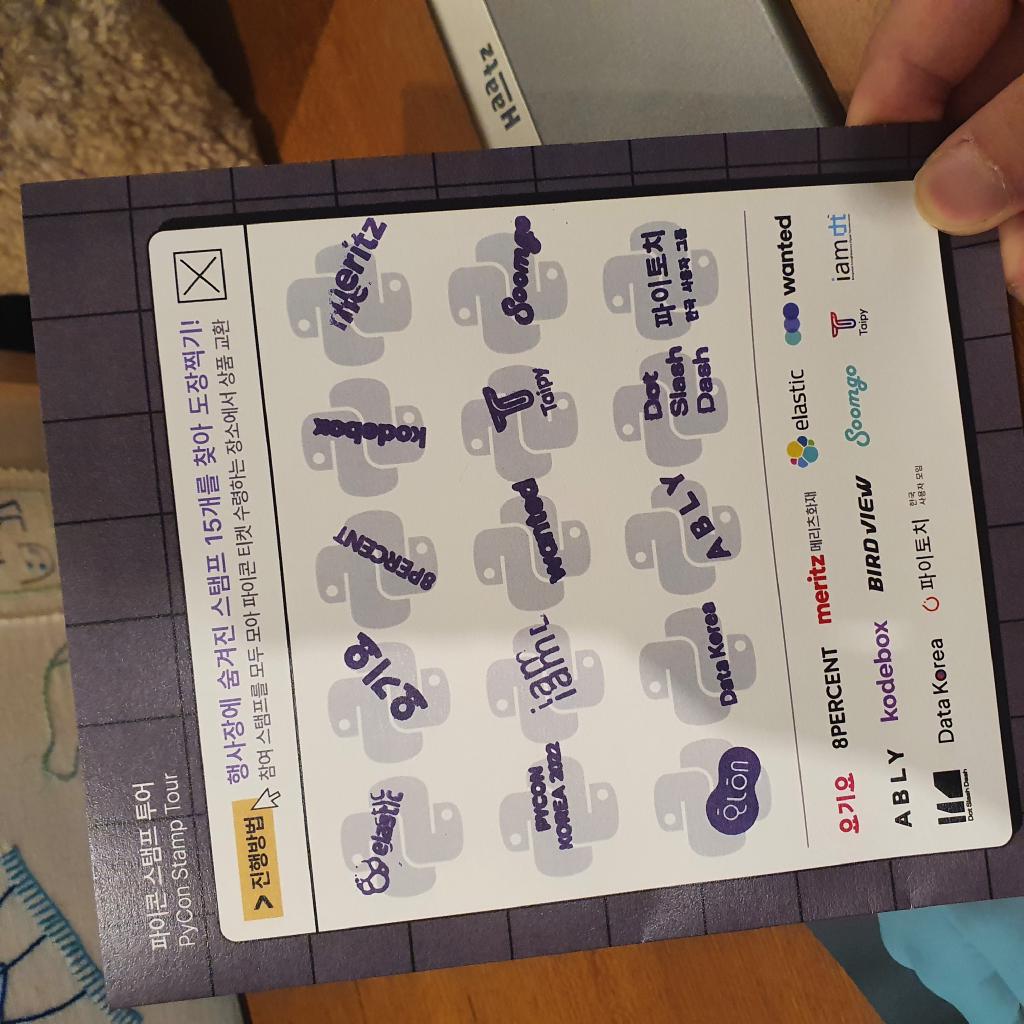 Haatz
파이콘 스탬프 투어
PyCon Stamp Tour
> 진행방법
행사장에 숨겨진 스탬프 15개를 찾아 도장찍기!
참여 스탬프를 모두 모아 파이콘 티켓 수령하는 장소에서 상품 교환
elastic 요기요 8PERCENT kodebox meritz
PYCON KOREA 2022 iamt wanted Taipy Soomgo
Data Korea ABLY Dot Slash Dash 파이토치 한국 사용자 그룹
요기요 8PERCENT meritz 메리츠화재 elastic wanted
ABLY kodebox BIRDVIEW Soomgo Taipy iamdt
Dot Slash Dash Data Korea 파이토치 한국 사용자 모임